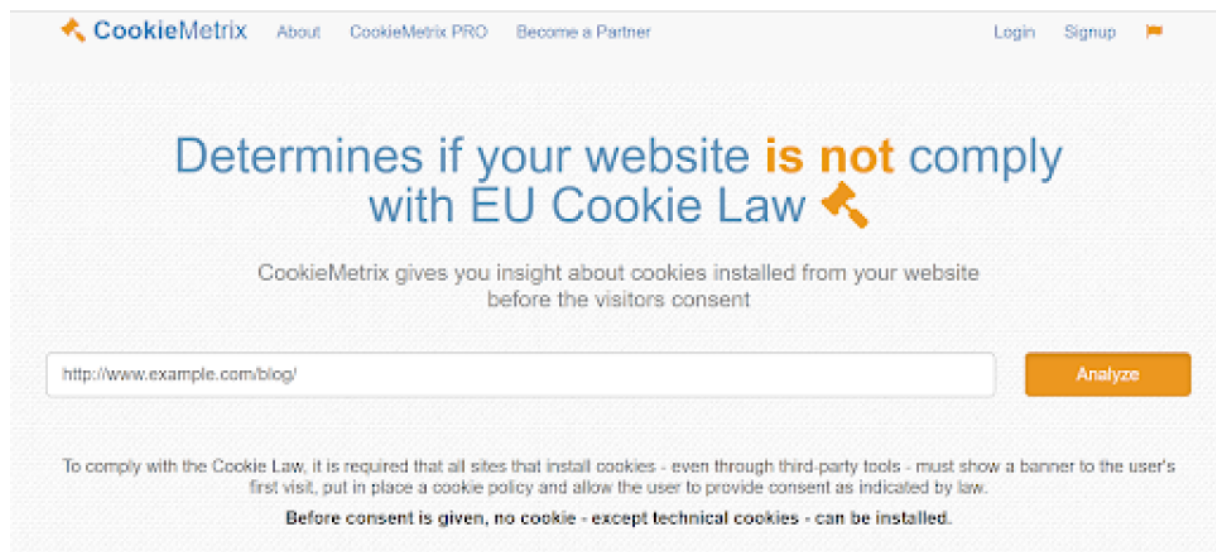 CookieMetrix About CookieMetrix PRO Become a Partner Login Signup
Determines if your website is not comply
with EU Cookie Law
CookieMetrix gives you insight about cookies installed from your website
before the visitors consent
http://www.example.com/blog/ Analyze
To comply with the Cookie Law, it is required that all sites that install cookies - even through third-party tools - must show a banner to the user's
first visit, put in place a cookie policy and allow the user to provide consent as indicated by law.
Before consent is given, no cookie - except technical cookies - can be installed.